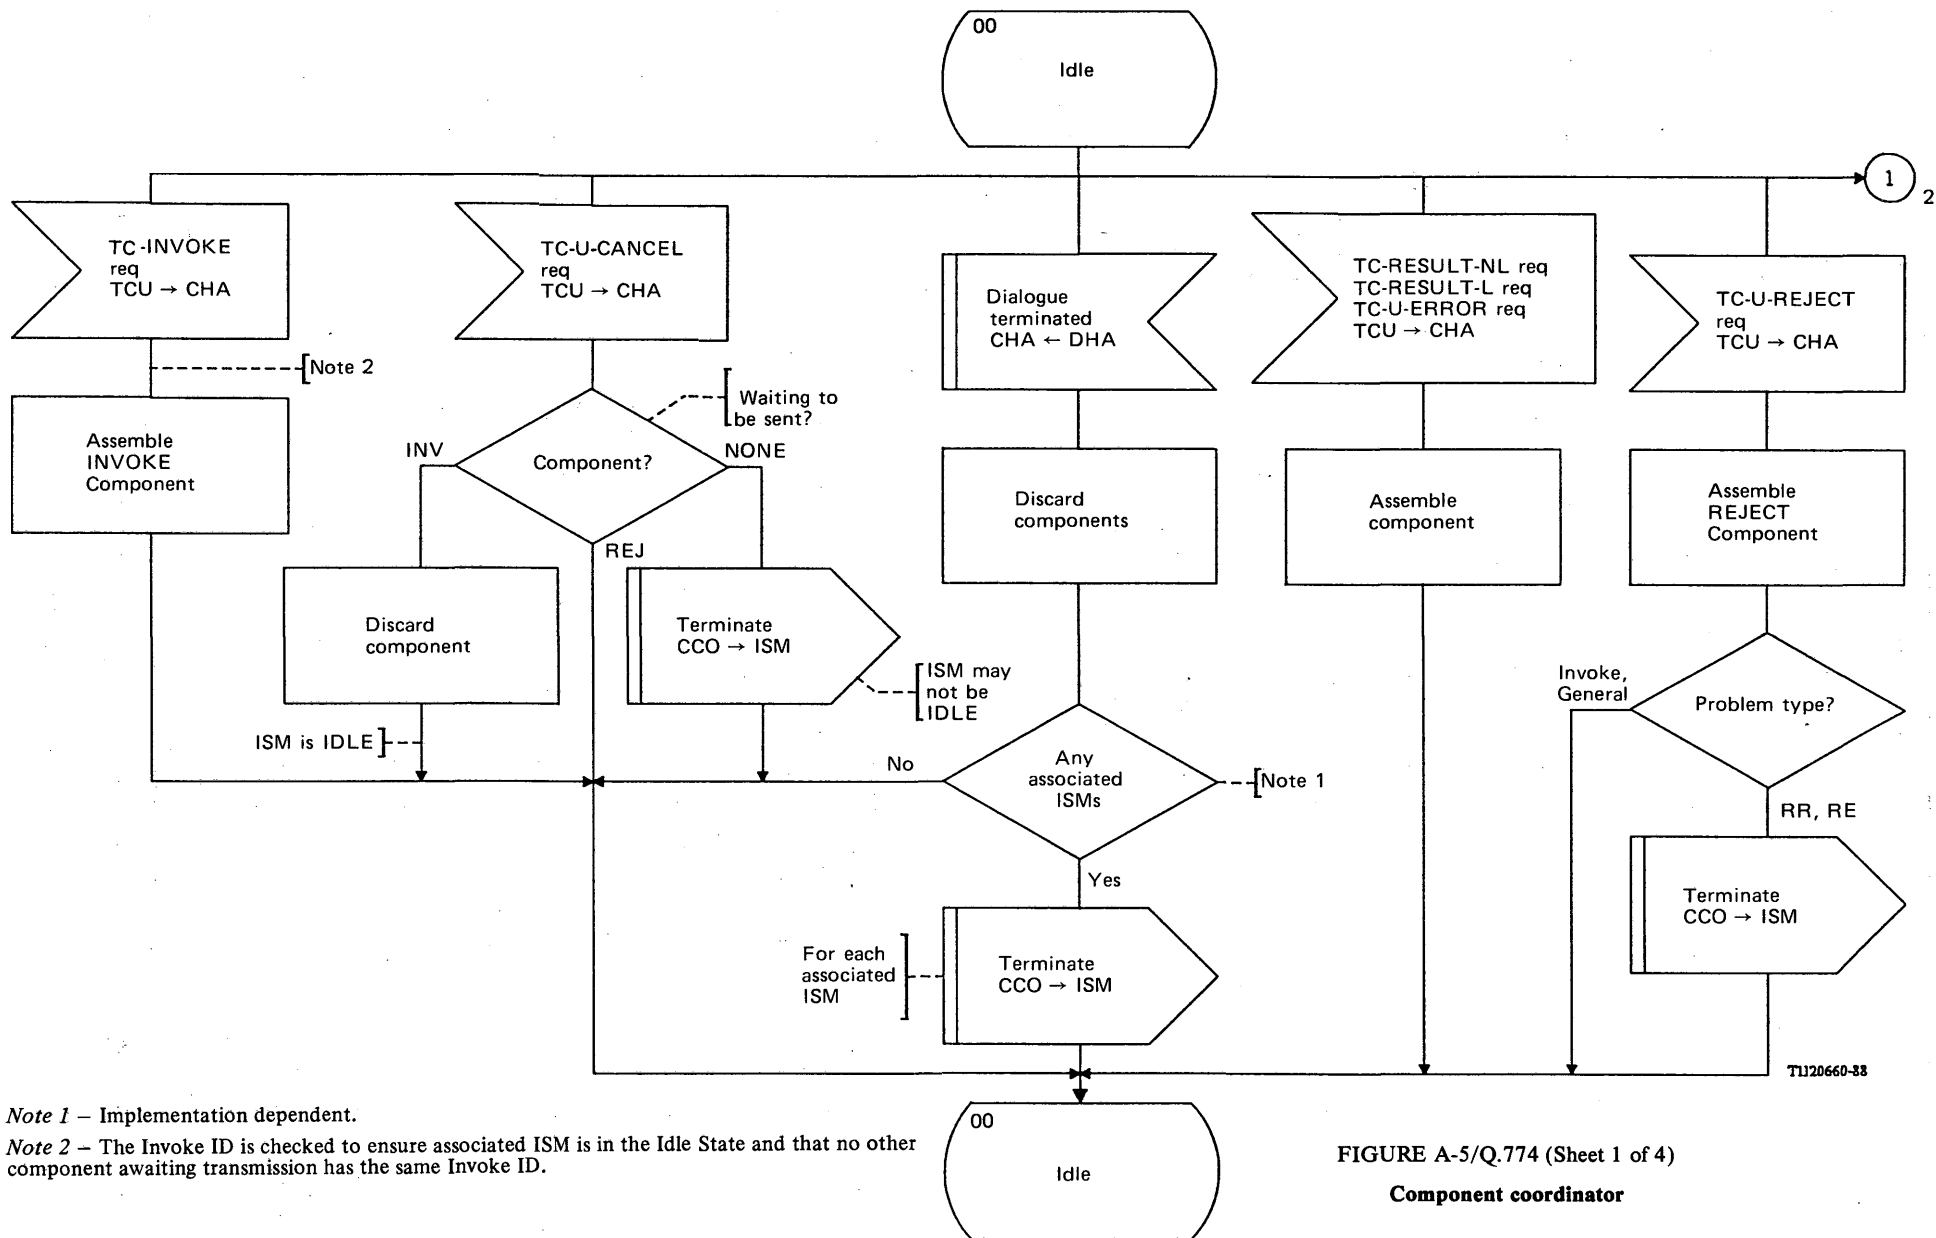 00
Idle
1
2
TC-INVOKE
req
TCU → CHA
TC-U-CANCEL
req
TCU → CHA
Dialogue
terminated
CHA ← DHA
TC-RESULT-NL req
TC-RESULT-L req
TC-U-ERROR req
TCU → CHA
TC-U-REJECT
req
TCU → CHA
Note 2
Waiting to
be sent?
Assemble
INVOKE
Component
INV
Component?
NONE
REJ
Discard
components
Assemble
component
Assemble
REJECT
Component
Discard
component
Terminate
CCO → ISM
ISM may
not be
IDLE
ISM is IDLE
No
Any
associated
ISMs
Note 1
Invoke,
General
Problem type?
RR, RE
Yes
For each
associated
ISM
Terminate
CCO → ISM
Terminate
CCO → ISM
T1120660-88
00
Idle
Note 1 – Implementation dependent.
Note 2 – The Invoke ID is checked to ensure associated ISM is in the Idle State and that no other
component awaiting transmission has the same Invoke ID.
FIGURE A-5/Q.774 (Sheet 1 of 4)
Component coordinator